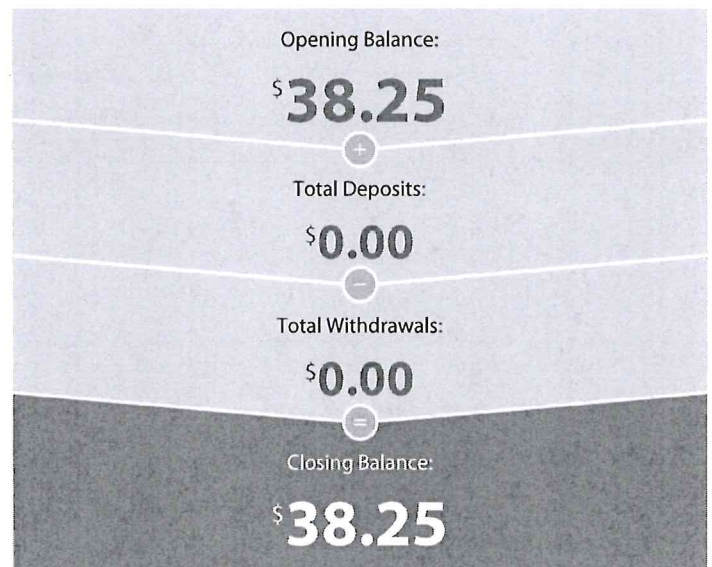 Opening Balance:
$38.25
+
Total Deposits:
$0.00
−
Total Withdrawals:
$0.00
=
Closing Balance:
$38.25